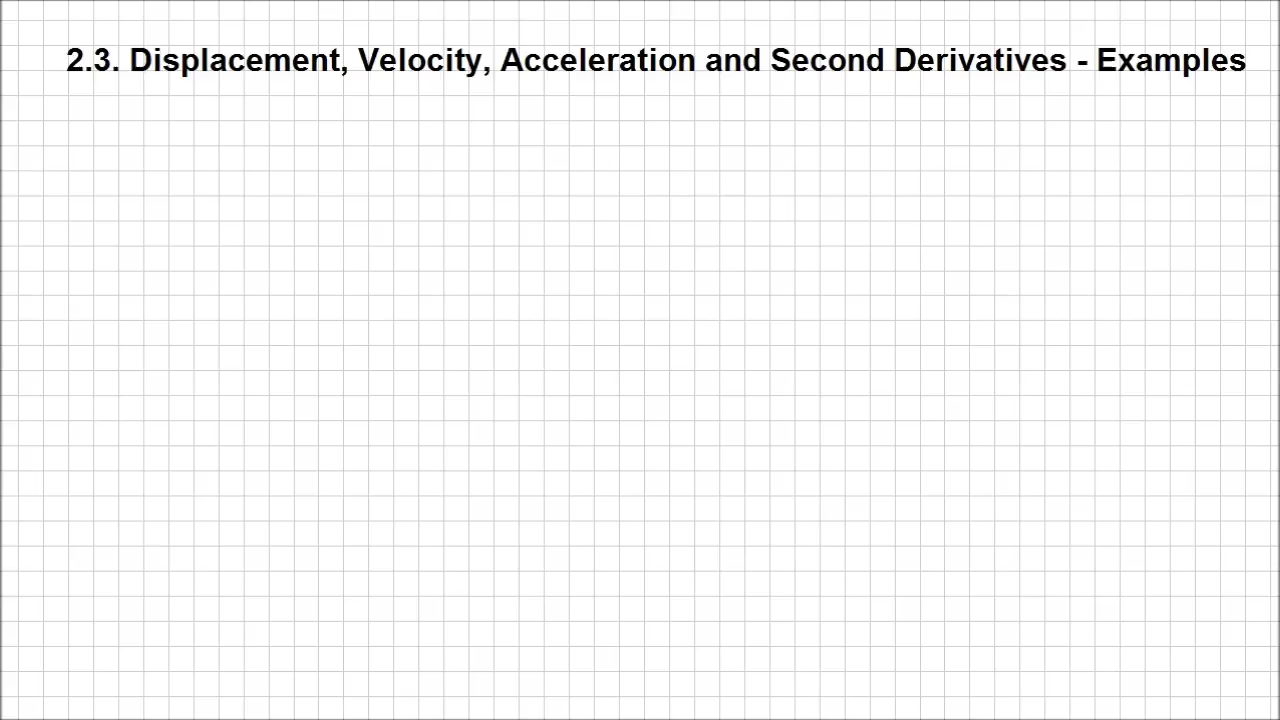 2.3. Displacement, Velocity, Acceleration and Second Derivatives - Examples